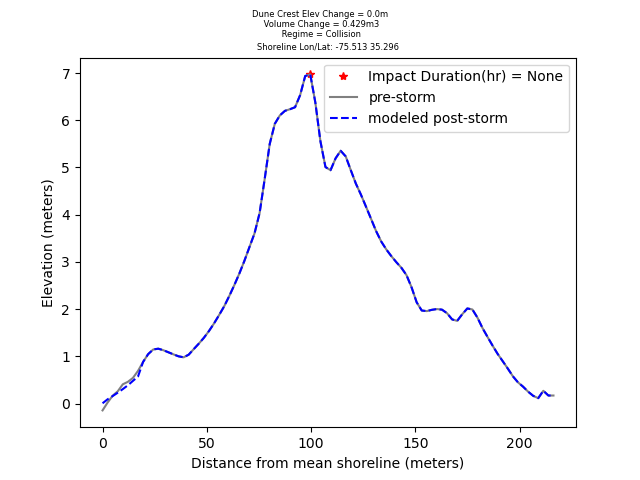 Dune Crest Elev Change = 0.0m
Volume Change = 0.429m3
Regime = Collision
Shoreline Lon/Lat: -75.513 35.296
Impact Duration(hr) = None
pre-storm
modeled post-storm
7
6
5
4
3
2
1
0
Elevation (meters)
0 50 100 150 200
Distance from mean shoreline (meters)